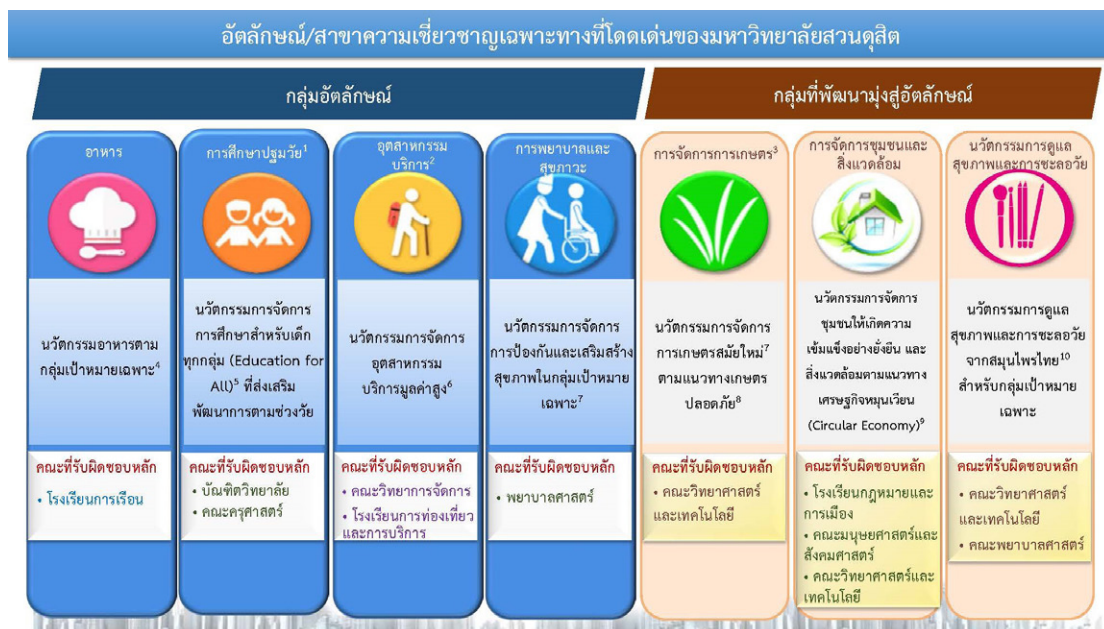 อัตลักษณ์/สาขาความเชี่ยวชาญเฉพาะทางที่โดดเด่นของมหาวิทยาลัยสวนดุสิต
กลุ่มอัตลักษณ์
กลุ่มที่พัฒนามุ่งสู่อัตลักษณ์
อาหาร
นวัตกรรมอาหารตาม
กลุ่มเป้าหมายเฉพาะ⁴
คณะที่รับผิดชอบหลัก
• โรงเรียนการเรือน
การศึกษาปฐมวัย¹
นวัตกรรมการจัดการ
การศึกษาสำหรับเด็ก
ทุกกลุ่ม (Education for
All)⁵ ที่ส่งเสริม
พัฒนาการตามช่วงวัย
คณะที่รับผิดชอบหลัก
• บัณฑิตวิทยาลัย
• คณะครุศาสตร์
อุตสาหกรรม
บริการ²
นวัตกรรมการจัดการ
อุตสาหกรรม
บริการมูลค่าสูง⁶
คณะที่รับผิดชอบหลัก
• คณะวิทยาการจัดการ
• โรงเรียนการท่องเที่ยว
และการบริการ
การพยาบาลและ
สุขภาวะ
นวัตกรรมการจัดการ
การป้องกันและเสริมสร้าง
สุขภาพในกลุ่มเป้าหมาย
เฉพาะ⁷
คณะที่รับผิดชอบหลัก
• พยาบาลศาสตร์
การจัดการการเกษตร³
นวัตกรรมการจัดการ
การเกษตรสมัยใหม่⁷
ตามแนวทางเกษตร
ปลอดภัย⁸
คณะที่รับผิดชอบหลัก
• คณะวิทยาศาสตร์
และเทคโนโลยี
การจัดการชุมชนและ
สิ่งแวดล้อม
นวัตกรรมการจัดการ
ชุมชนให้เกิดความ
เข้มแข็งอย่างยั่งยืน และ
สิ่งแวดล้อมตามแนวทาง
เศรษฐกิจหมุนเวียน
(Circular Economy)⁹
คณะที่รับผิดชอบหลัก
• โรงเรียนกฎหมายและ
การเมือง
• คณะมนุษยศาสตร์และ
สังคมศาสตร์
• คณะวิทยาศาสตร์และ
เทคโนโลยี
นวัตกรรมการดูแล
สุขภาพและการชะลอวัย
นวัตกรรมการดูแล
สุขภาพและการชะลอวัย
จากสมุนไพรไทย¹⁰
สำหรับกลุ่มเป้าหมาย
เฉพาะ
คณะที่รับผิดชอบหลัก
• คณะวิทยาศาสตร์
และเทคโนโลยี
• คณะพยาบาลศาสตร์